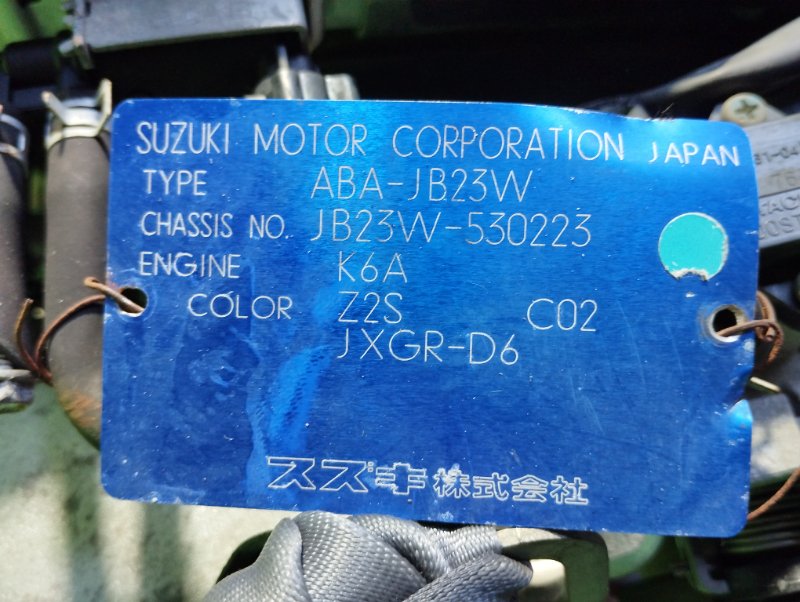 SUZUKI MOTOR CORPORATION JAPAN
TYPE ABA-JB23W
CHASSIS NO. JB23W-530223
ENGINE K6A
COLOR Z2S C02
JXGR-D6
スズキ株式会社